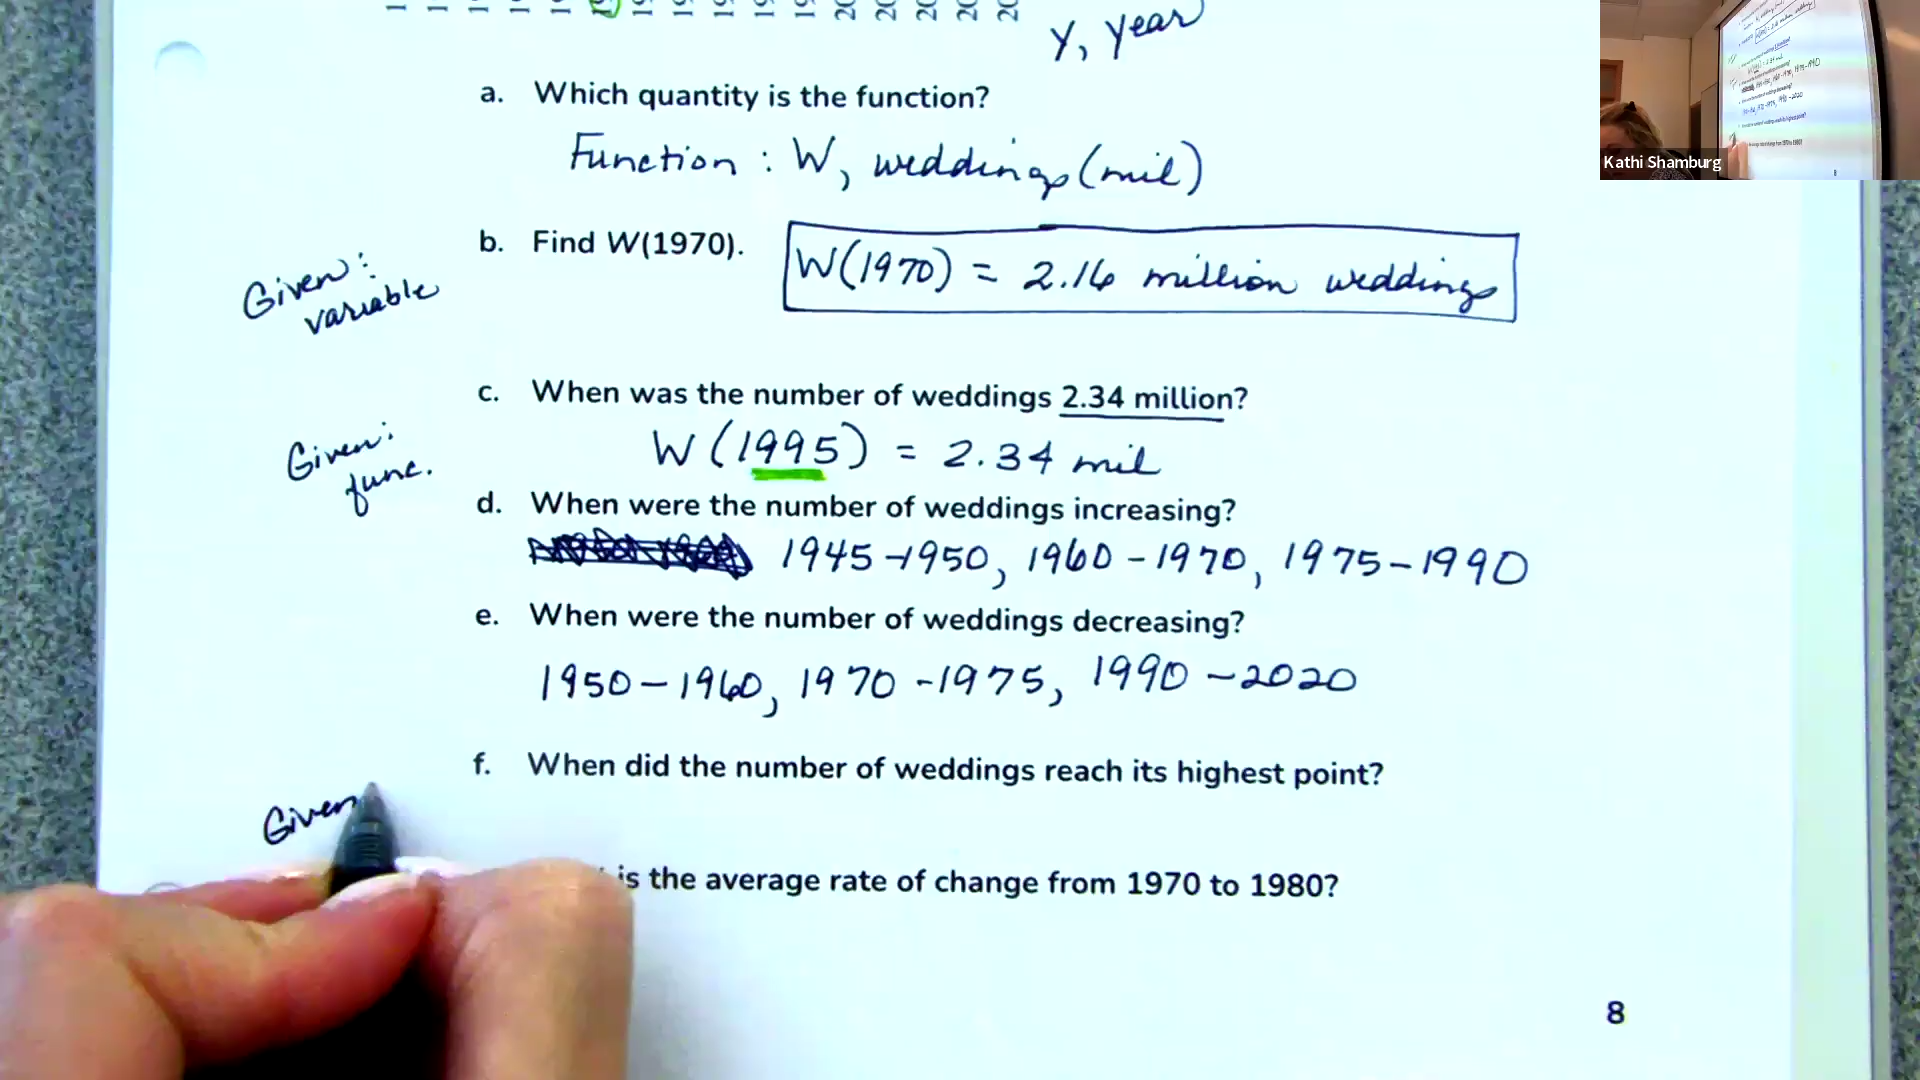 Y, year
a. Which quantity is the function?
Function : W, weddings (mil)
b. Find W(1970).
W(1970) = 2.16 million weddings
Given:
variable
c. When was the number of weddings 2.34 million?
W(1995) = 2.34 mil
Given:
func.
d. When were the number of weddings increasing?
1945-1950, 1960-1970, 1975-1990
e. When were the number of weddings decreasing?
1950-1960, 1970-1975, 1990-2020
f. When did the number of weddings reach its highest point?
Given
is the average rate of change from 1970 to 1980?
8
Kathi Shamburg